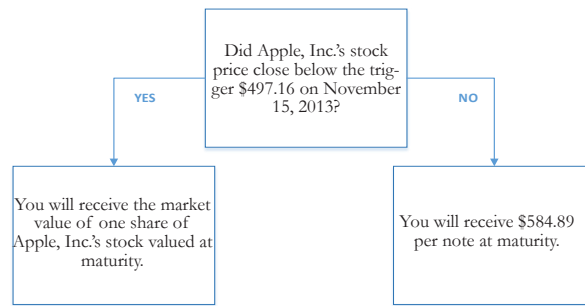 Did Apple, Inc.'s stock
price close below the trig-
ger $497.16 on November
15, 2013?
YES
NO
You will receive the market
value of one share of
Apple, Inc.'s stock valued at
maturity.
You will receive $584.89
per note at maturity.